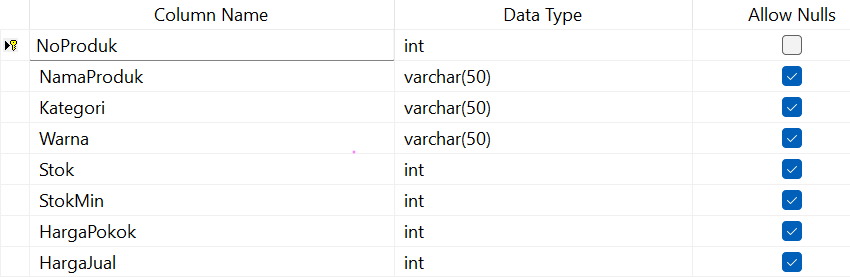 Column Name Data Type Allow Nulls
NoProduk int
NamaProduk varchar(50)
Kategori varchar(50)
Warna varchar(50)
Stok int
StokMin int
HargaPokok int
HargaJual int